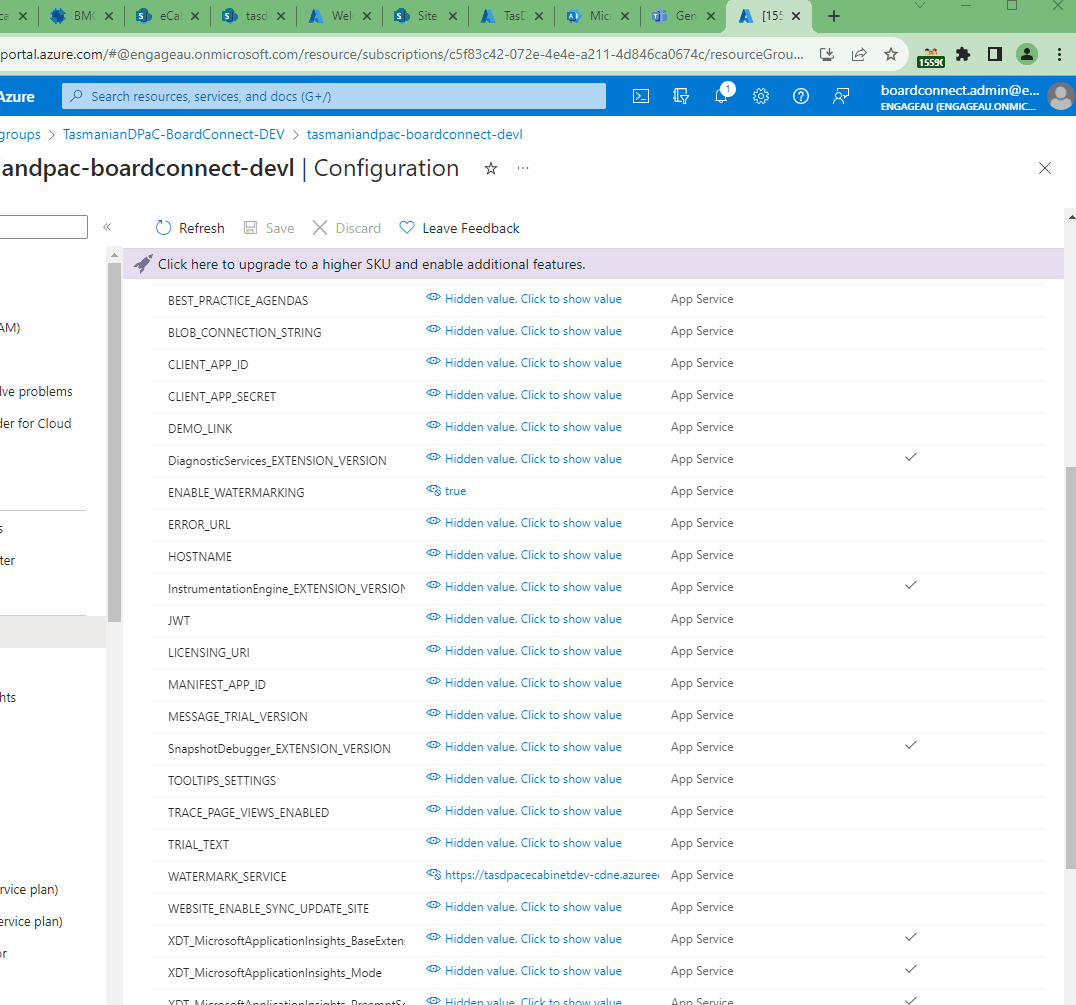 ca
BMC
eCal
tasd
Wel
Site
TasD
Mic
Gen
[155
portal.azure.com/#@engageau.onmicrosoft.com/resource/subscriptions/c5f83c42-072e-4e4e-a211-4d846ca0674c/resourceGrou...
Azure
Search resources, services, and docs (G+/)
1
boardconnect.admin@e...
ENGAGEAU (ENGAGEAU.ONMIC...
groups > TasmanianDPaC-BoardConnect-DEV > tasmaniandpac-boardconnect-devl
iandpac-boardconnect-devl | Configuration
Refresh Save Discard Leave Feedback
Click here to upgrade to a higher SKU and enable additional features.
BEST_PRACTICE_AGENDAS Hidden value. Click to show value App Service
AM)
BLOB_CONNECTION_STRING Hidden value. Click to show value App Service
CLIENT_APP_ID Hidden value. Click to show value App Service
lve problems
CLIENT_APP_SECRET Hidden value. Click to show value App Service
der for Cloud
DEMO_LINK Hidden value. Click to show value App Service
DiagnosticServices_EXTENSION_VERSION Hidden value. Click to show value App Service
ENABLE_WATERMARKING true App Service
s
ERROR_URL Hidden value. Click to show value App Service
ter
HOSTNAME Hidden value. Click to show value App Service
InstrumentationEngine_EXTENSION_VERSION Hidden value. Click to show value App Service
JWT Hidden value. Click to show value App Service
LICENSING_URI Hidden value. Click to show value App Service
MANIFEST_APP_ID Hidden value. Click to show value App Service
hts
MESSAGE_TRIAL_VERSION Hidden value. Click to show value App Service
SnapshotDebugger_EXTENSION_VERSION Hidden value. Click to show value App Service
TOOLTIPS_SETTINGS Hidden value. Click to show value App Service
TRACE_PAGE_VIEWS_ENABLED Hidden value. Click to show value App Service
TRIAL_TEXT Hidden value. Click to show value App Service
WATERMARK_SERVICE https://tasdpacecabinetdev-cdne.azuree App Service
rvice plan)
WEBSITE_ENABLE_SYNC_UPDATE_SITE Hidden value. Click to show value App Service
ervice plan)
XDT_MicrosoftApplicationInsights_BaseExten Hidden value. Click to show value App Service
or
XDT_MicrosoftApplicationInsights_Mode Hidden value. Click to show value App Service
XDT_MicrosoftApplicationInsights_PreemptS Hidden value. Click to show value App Service